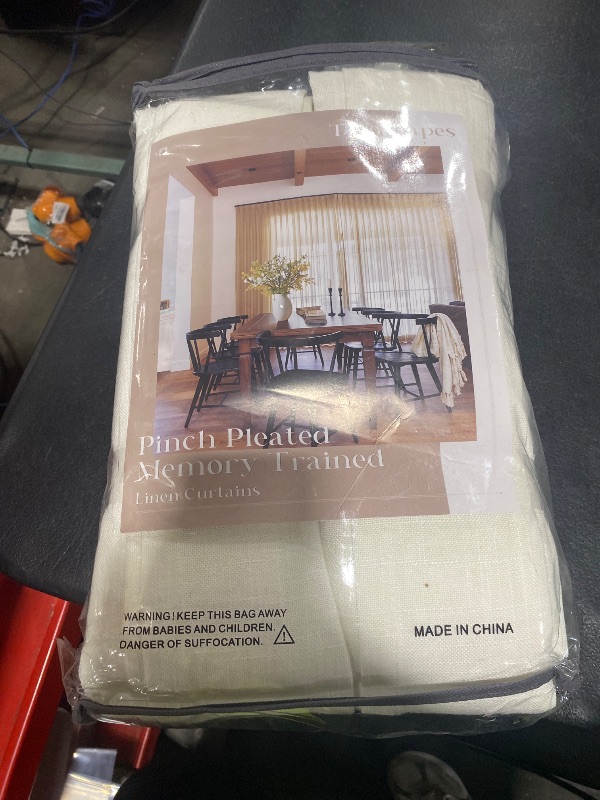 Pinch Pleated
Memory Trained
Linen Curtains
WARNING! KEEP THIS BAG AWAY
FROM BABIES AND CHILDREN.
DANGER OF SUFFOCATION.
MADE IN CHINA